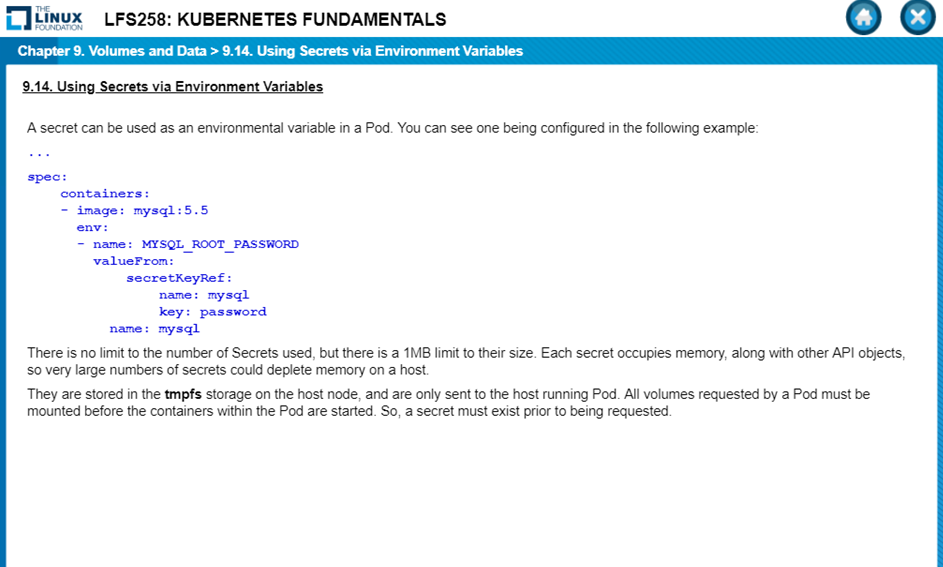 THE
LINUX
FOUNDATION
LFS258: KUBERNETES FUNDAMENTALS
Chapter 9. Volumes and Data > 9.14. Using Secrets via Environment Variables
9.14. Using Secrets via Environment Variables
A secret can be used as an environmental variable in a Pod. You can see one being configured in the following example:
...
spec:
    containers:
    - image: mysql:5.5
      env:
      - name: MYSQL_ROOT_PASSWORD
        valueFrom:
            secretKeyRef:
                name: mysql
                key: password
          name: mysql
There is no limit to the number of Secrets used, but there is a 1MB limit to their size. Each secret occupies memory, along with other API objects,
so very large numbers of secrets could deplete memory on a host.
They are stored in the tmpfs storage on the host node, and are only sent to the host running Pod. All volumes requested by a Pod must be
mounted before the containers within the Pod are started. So, a secret must exist prior to being requested.